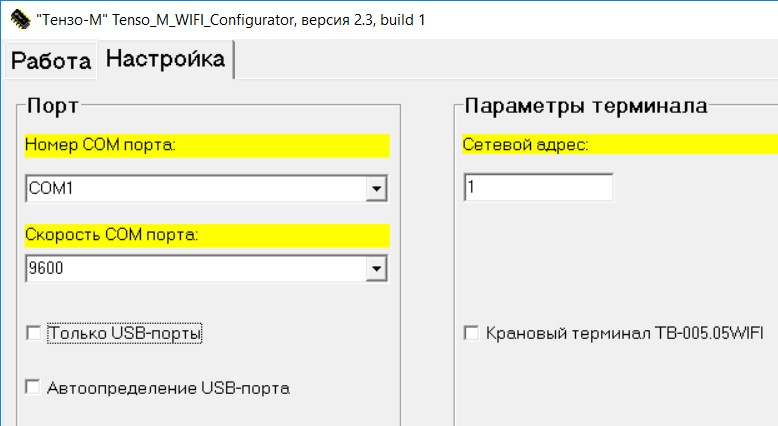 "Тензо-М" Tenso_M_WIFI_Configurator, версия 2.3, build 1
Работа Настройка
Порт
Номер COM порта:
COM1
Скорость COM порта:
9600
Только USB-порты
Автоопределение USB-порта
Параметры терминала
Сетевой адрес:
1
Крановый терминал ТВ-005.05WIFI